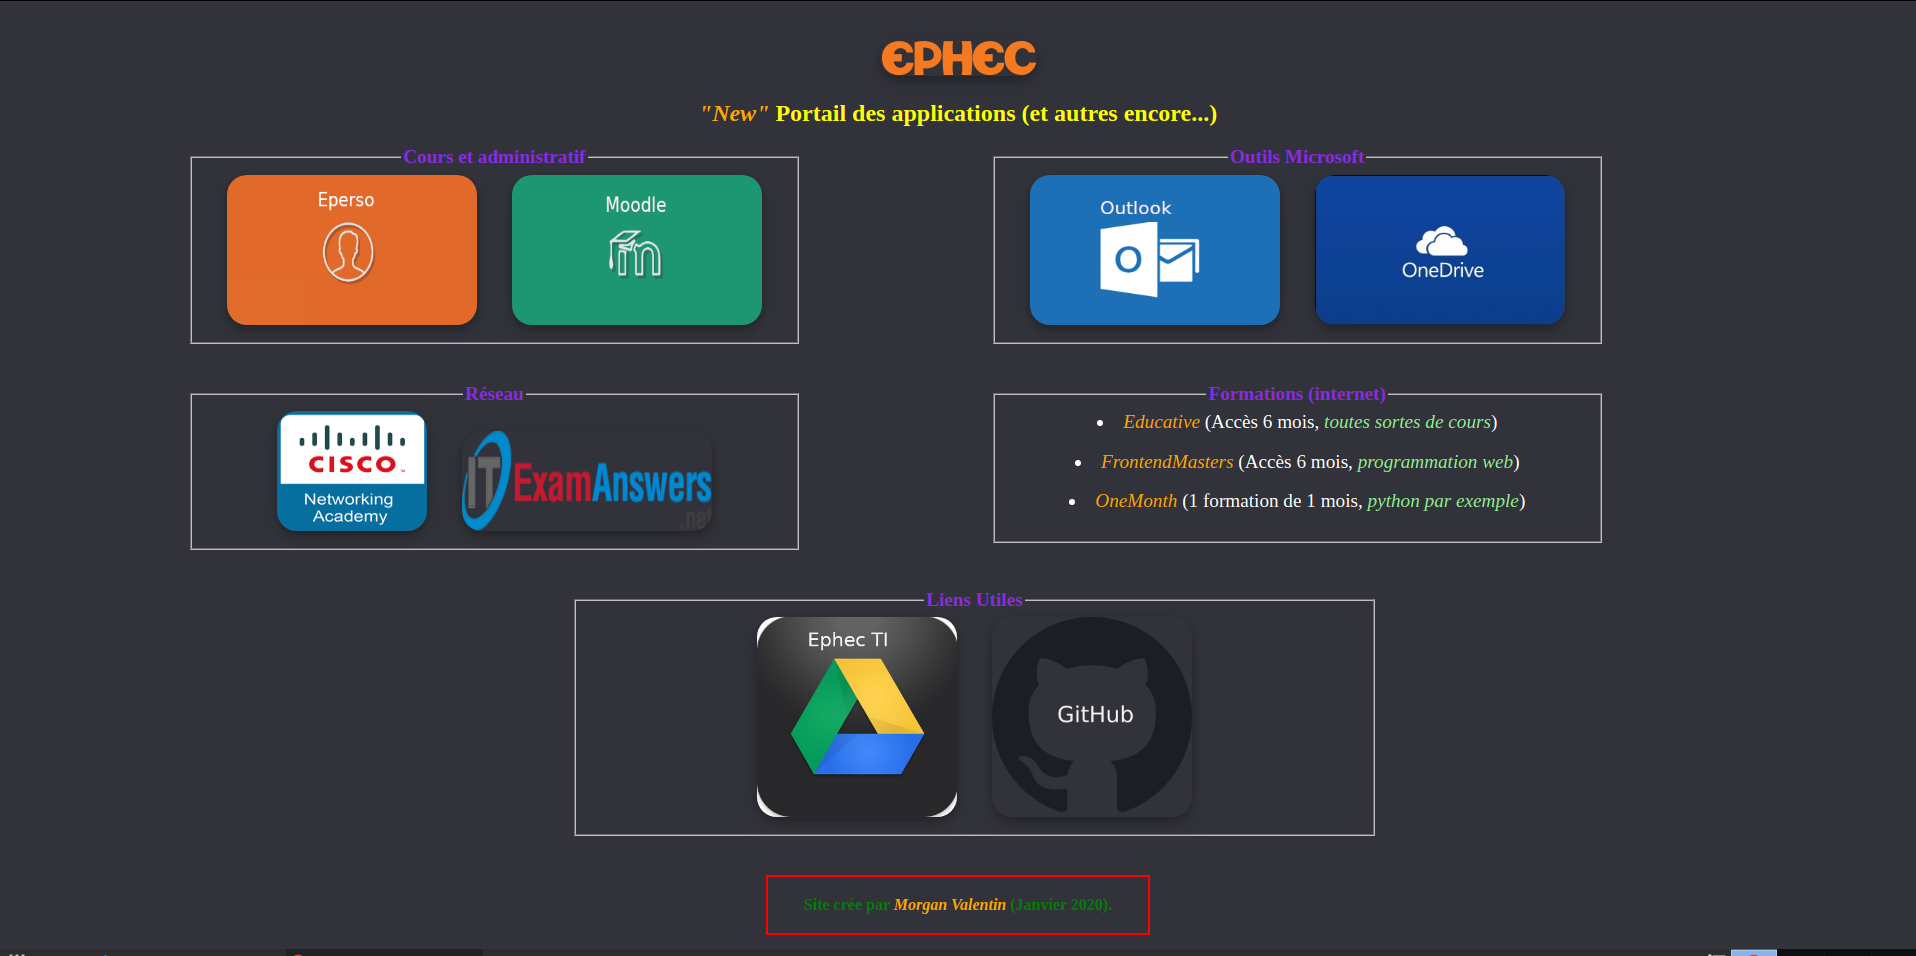 EPHEC
"New" Portail des applications (et autres encore...)
Cours et administratif
Eperso
Moodle
Outils Microsoft
Outlook
O
OneDrive
Réseau
CISCO
Networking
Academy
IT ExamAnswers
.net
Formations (internet)
• Educative (Accès 6 mois, toutes sortes de cours)
• FrontendMasters (Accès 6 mois, programmation web)
• OneMonth (1 formation de 1 mois, python par exemple)
Liens Utiles
Ephec TI
GitHub
Site crée par Morgan Valentin (Janvier 2020).